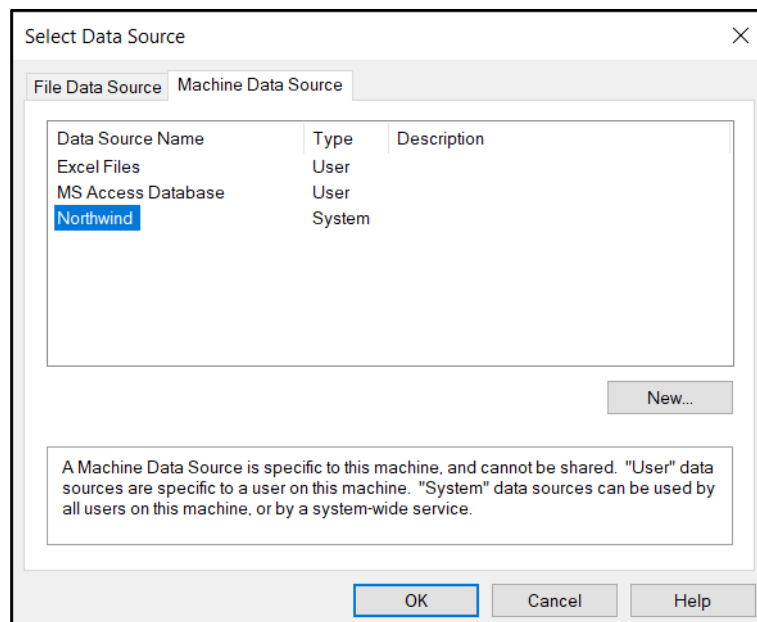 Select Data Source
File Data Source Machine Data Source
Data Source Name Type Description
Excel Files User
MS Access Database User
Northwind System
New...
A Machine Data Source is specific to this machine, and cannot be shared. "User" data
sources are specific to a user on this machine. "System" data sources can be used by
all users on this machine, or by a system-wide service.
OK Cancel Help